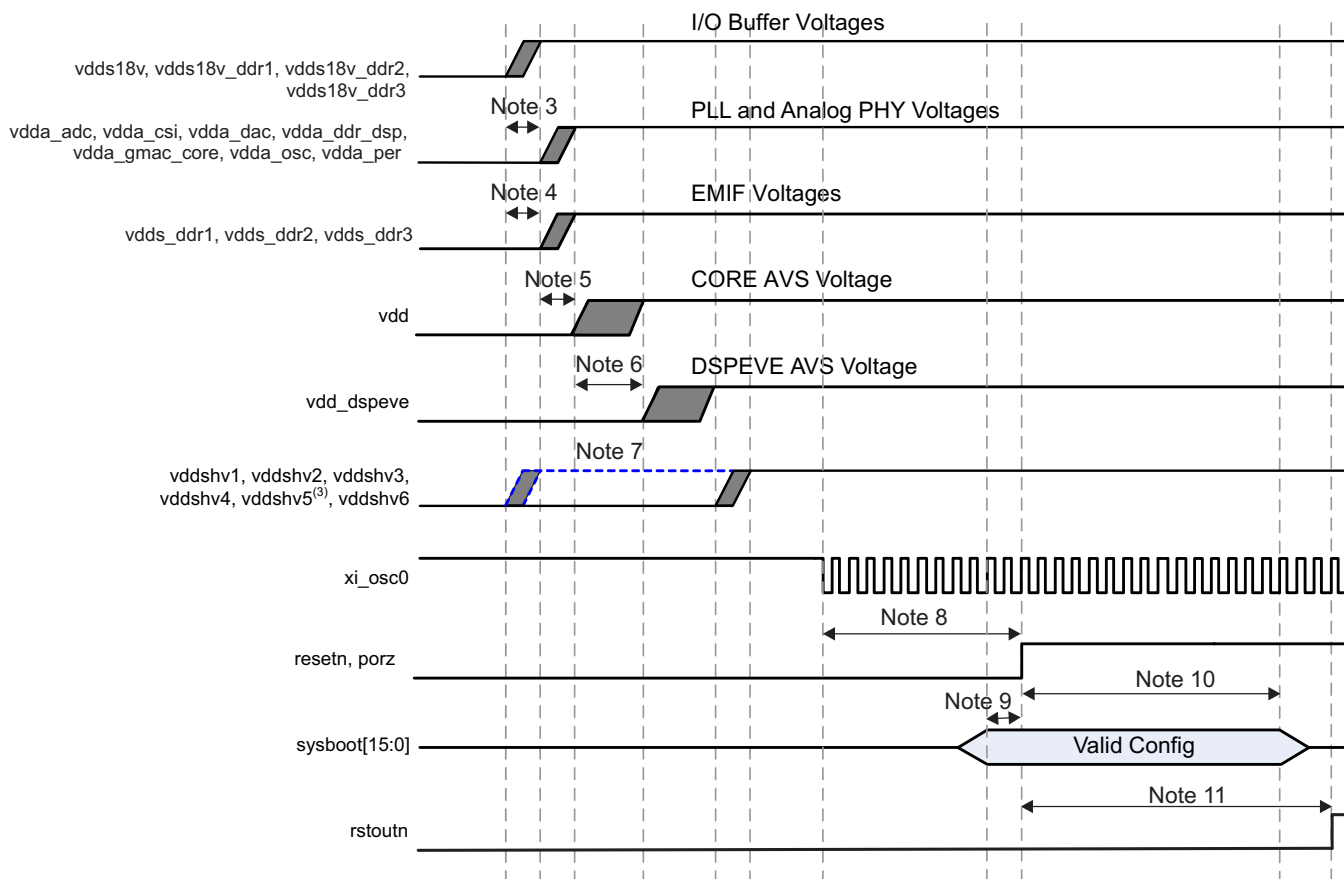 I/O Buffer Voltages
vdds18v, vdds18v_ddr1, vdds18v_ddr2,
vdds18v_ddr3
Note 3
PLL and Analog PHY Voltages
vdda_adc, vdda_csi, vdda_dac, vdda_ddr_dsp,
vdda_gmac_core, vdda_osc, vdda_per
Note 4
EMIF Voltages
vdds_ddr1, vdds_ddr2, vdds_ddr3
Note 5
CORE AVS Voltage
vdd
Note 6
DSPEVE AVS Voltage
vdd_dspeve
Note 7
vddshv1, vddshv2, vddshv3,
vddshv4, vddshv5(3), vddshv6
xi_osc0
Note 8
resetn, porz
Note 10
Note 9
sysboot[15:0]
Valid Config
Note 11
rstoutn